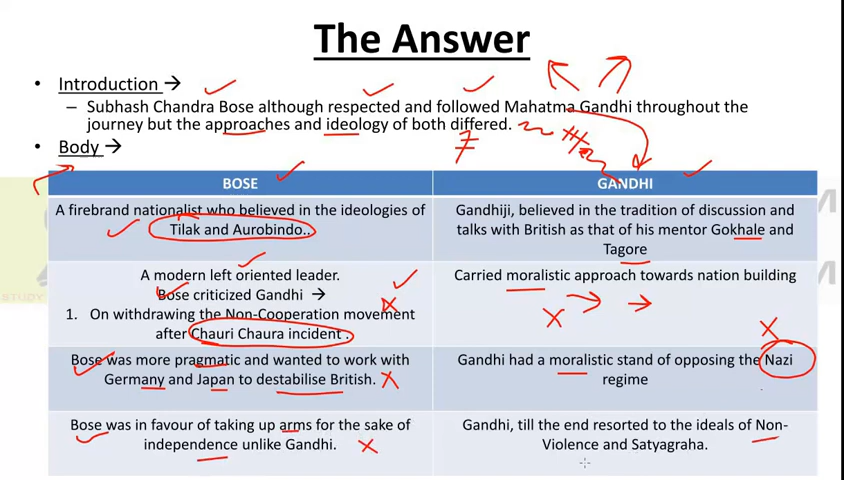 The Answer
• Introduction →
– Subhash Chandra Bose although respected and followed Mahatma Gandhi throughout the
journey but the approaches and ideology of both differed.
• Body →
BOSE
GANDHI
A firebrand nationalist who believed in the ideologies of
Tilak and Aurobindo..
Gandhiji, believed in the tradition of discussion and
talks with British as that of his mentor Gokhale and
Tagore
A modern left oriented leader.
Bose criticized Gandhi →
1. On withdrawing the Non-Cooperation movement
after Chauri Chaura incident .
Carried moralistic approach towards nation building
Bose was more pragmatic and wanted to work with
Germany and Japan to destabilise British.
Gandhi had a moralistic stand of opposing the Nazi
regime
Bose was in favour of taking up arms for the sake of
independence unlike Gandhi.
Gandhi, till the end resorted to the ideals of Non-
Violence and Satyagraha.